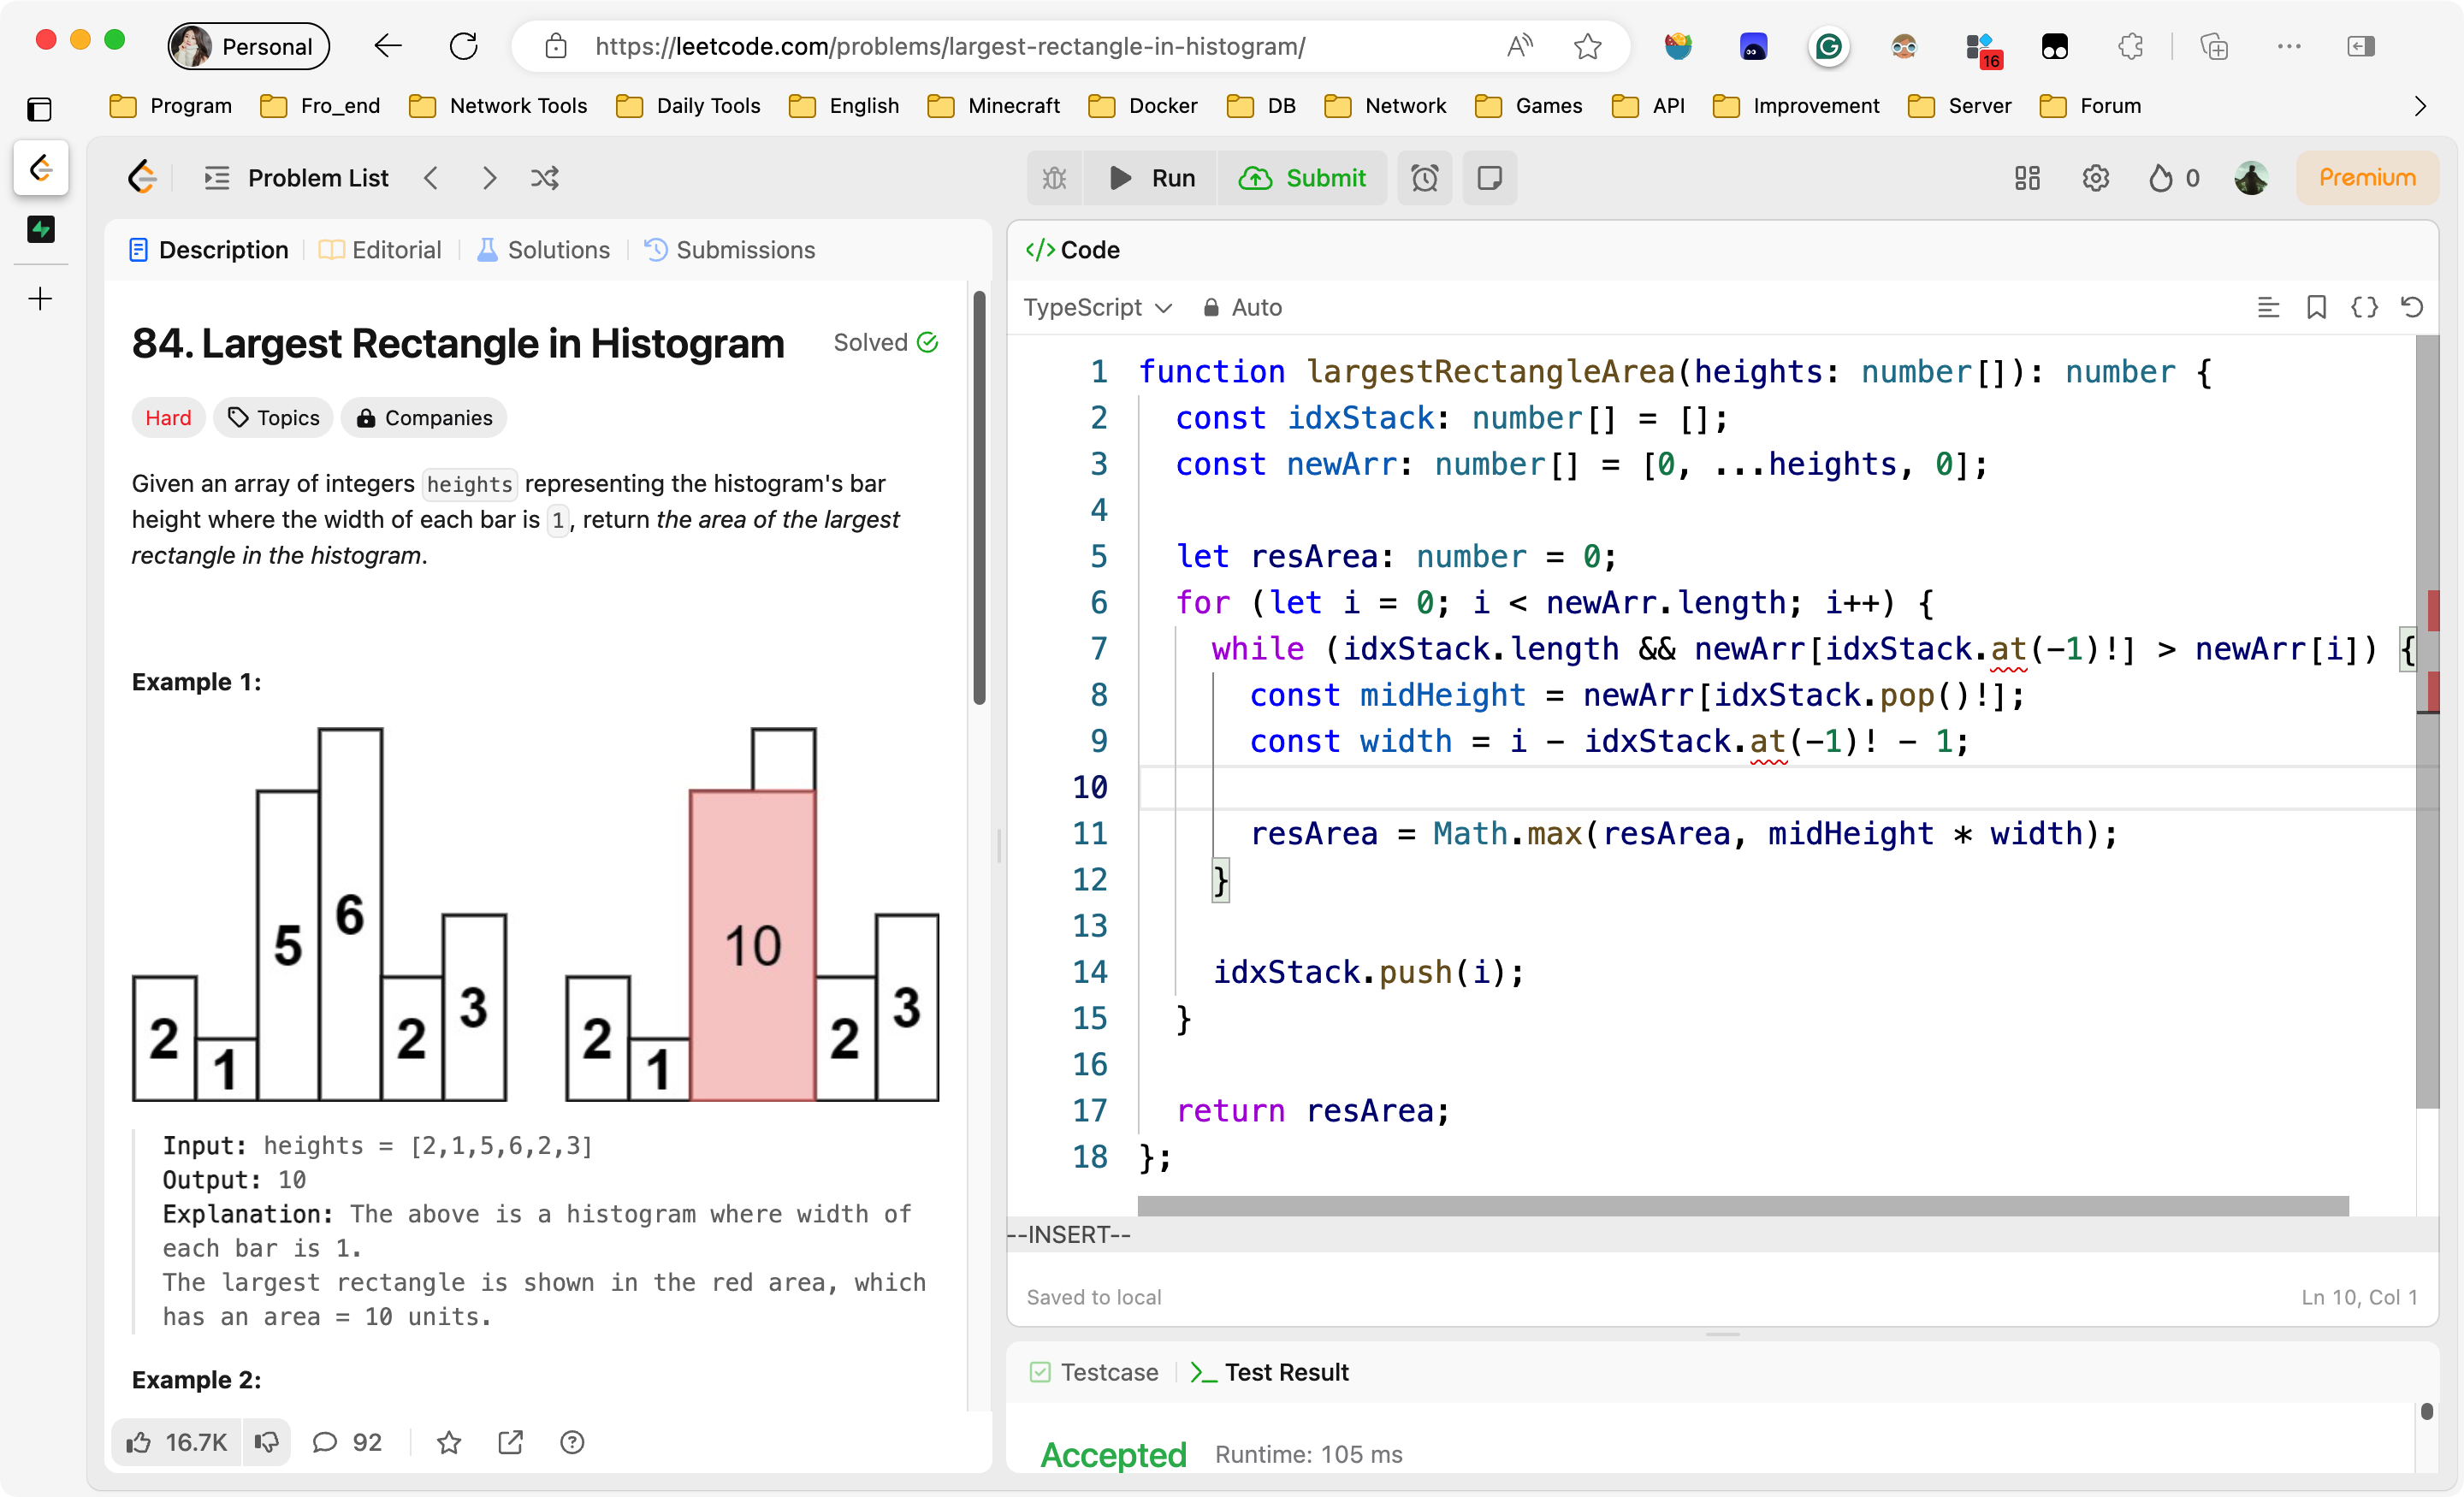 Personal
https://leetcode.com/problems/largest-rectangle-in-histogram/
16
Program Fro_end Network Tools Daily Tools English Minecraft Docker DB Network Games API Improvement Server Forum
Problem List
Run Submit
0
Premium
Description Editorial Solutions Submissions
84. Largest Rectangle in Histogram
Solved
Hard Topics Companies
Given an array of integers heights representing the histogram's bar
height where the width of each bar is 1, return the area of the largest
rectangle in the histogram.
Example 1:
2 1 5 6 2 3
2 1 10 2 3
Input: heights = [2,1,5,6,2,3]
Output: 10
Explanation: The above is a histogram where width of
each bar is 1.
The largest rectangle is shown in the red area, which
has an area = 10 units.
Example 2:
16.7K 92
</> Code
TypeScript Auto
1 function largestRectangleArea(heights: number[]): number {
2 const idxStack: number[] = [];
3 const newArr: number[] = [0, ...heights, 0];
4
5 let resArea: number = 0;
6 for (let i = 0; i < newArr.length; i++) {
7 while (idxStack.length && newArr[idxStack.at(-1)!] > newArr[i]) {
8 const midHeight = newArr[idxStack.pop()!];
9 const width = i - idxStack.at(-1)! - 1;
10
11 resArea = Math.max(resArea, midHeight * width);
12 }
13
14 idxStack.push(i);
15 }
16
17 return resArea;
18 };
--INSERT--
Saved to local
Ln 10, Col 1
Testcase Test Result
Accepted Runtime: 105 ms